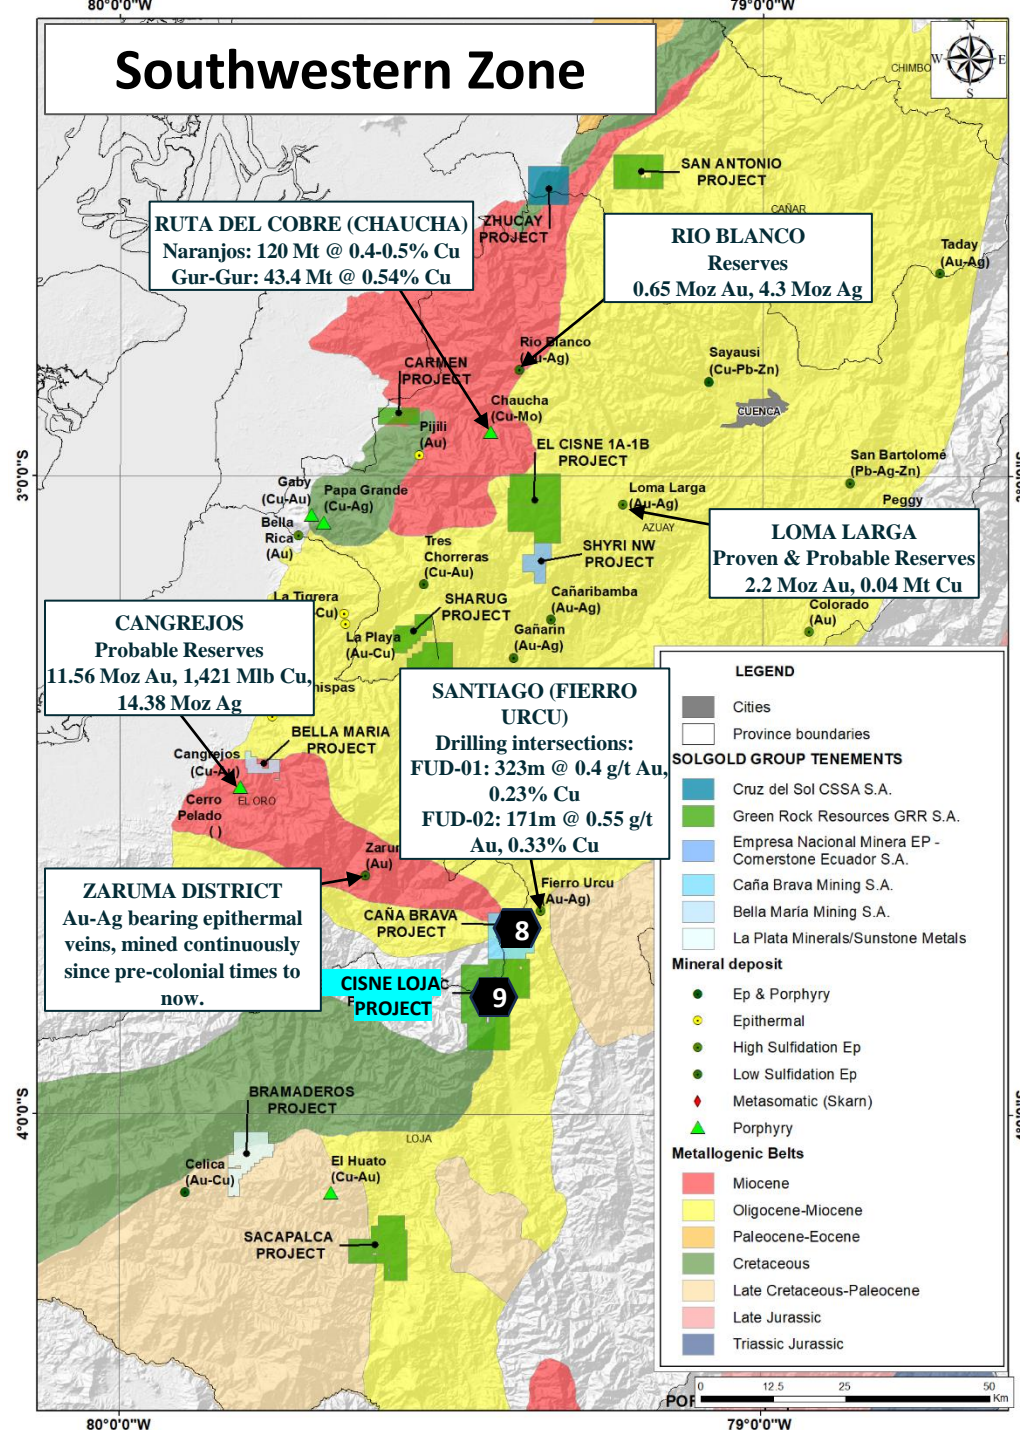 80°0'0"W
79°0'0"W
Southwestern Zone
N
W
E
S
CHIMBO
SAN ANTONIO
PROJECT
CAÑAR
ZHUCAY
PROJECT
RUTA DEL COBRE (CHAUCHA)
Naranjos: 120 Mt @ 0.4-0.5% Cu
Gur-Gur: 43.4 Mt @ 0.54% Cu
RIO BLANCO
Reserves
0.65 Moz Au, 4.3 Moz Ag
Taday
(Au-Ag)
Rio Blanco
(Au-Ag)
Sayausi
(Cu-Pb-Zn)
CARMEN
PROJECT
Chaucha
(Cu-Mo)
CUENCA
Pijili
(Au)
EL CISNE 1A-1B
PROJECT
San Bartolomé
(Pb-Ag-Zn)
3°0'0"S
Gaby
(Cu-Au)
Papa Grande
(Cu-Ag)
Loma Larga
(Au-Ag)
Peggy
AZUAY
Bella
Rica
(Au)
LOMA LARGA
Proven & Probable Reserves
2.2 Moz Au, 0.04 Mt Cu
Tres
Chorreras
(Cu-Au)
SHYRI NW
PROJECT
La Tigrera
Cu)
SHARUG
PROJECT
Cañaribamba
(Au-Ag)
Colorado
(Au)
La Playa
(Au-Cu)
Gañarin
(Au-Ag)
CANGREJOS
Probable Reserves
11.56 Moz Au, 1,421 Mlb Cu,
14.38 Moz Ag
hispas
SANTIAGO (FIERRO
URCU)
Drilling intersections:
FUD-01: 323m @ 0.4 g/t Au,
0.23% Cu
FUD-02: 171m @ 0.55 g/t
Au, 0.33% Cu
BELLA MARIA
PROJECT
Cangrejos
(Cu-Au)
Cerro
Pelado
( )
EL ORO
Zarum
(Au)
ZARUMA DISTRICT
Au-Ag bearing epithermal
veins, mined continuously
since pre-colonial times to
now.
Fierro Urcu
(Au-Ag)
CAÑA BRAVA
PROJECT
8
CISNE LOJA
PROJECT
9
BRAMADEROS
PROJECT
4°0'0"S
LOJA
Celica
(Au-Cu)
El Huato
(Cu-Au)
SACAPALCA
PROJECT
LEGEND
Cities
Province boundaries
SOLGOLD GROUP TENEMENTS
Cruz del Sol CSSA S.A.
Green Rock Resources GRR S.A.
Empresa Nacional Minera EP -
Cornerstone Ecuador S.A.
Caña Brava Mining S.A.
Bella María Mining S.A.
La Plata Minerals/Sunstone Metals
Mineral deposit
Ep & Porphyry
Epithermal
High Sulfidation Ep
Low Sulfidation Ep
Metasomatic (Skarn)
Porphyry
Metallogenic Belts
Miocene
Oligocene-Miocene
Paleocene-Eocene
Cretaceous
Late Cretaceous-Paleocene
Late Jurassic
Triassic Jurassic
0 12.5 25 50
Km
POR
80°0'0"W
79°0'0"W